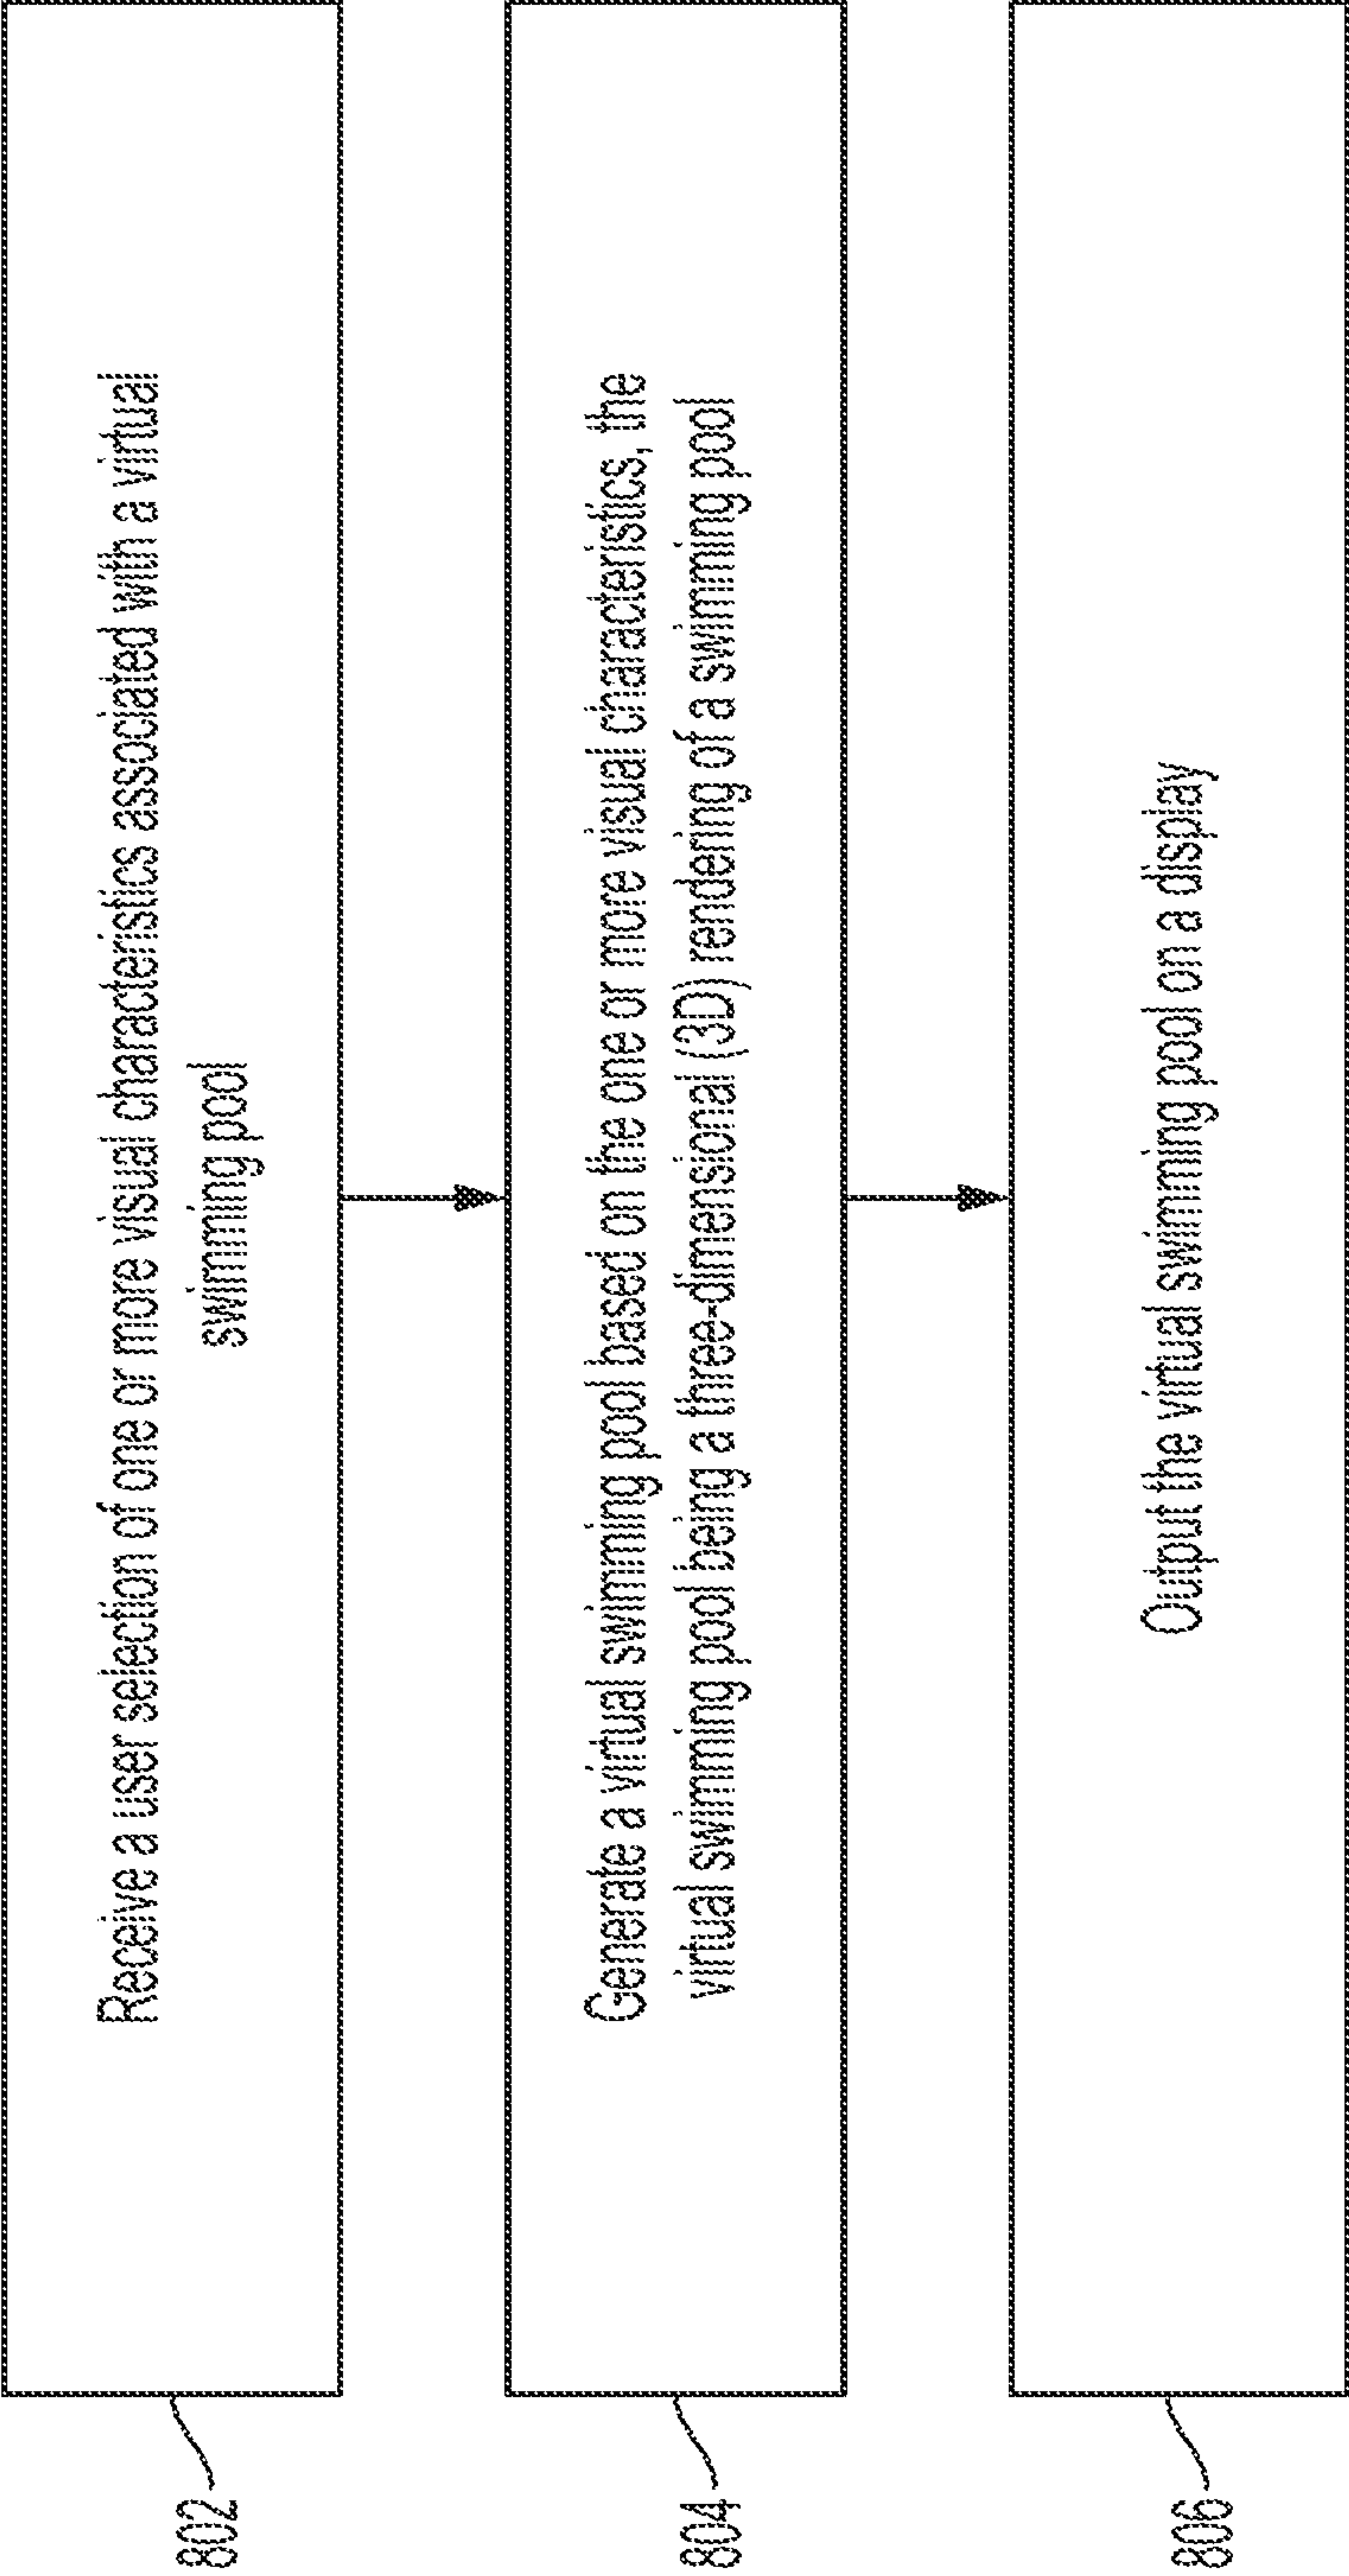 802
Receive a user selection of one or more visual characteristics associated with a virtual
swimming pool
804
Generate a virtual swimming pool based on the one or more visual characteristics, the
virtual swimming pool being a three-dimensional (3D) rendering of a swimming pool
806
Output the virtual swimming pool on a display